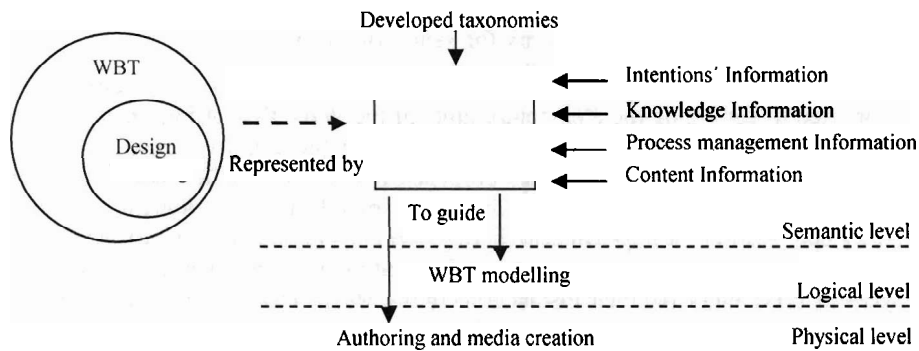 Developed taxonomies
WBT
Design
Represented by
Intentions´ Information
Knowledge Information
Process management Information
Content Information
To guide
Semantic level
WBT modelling
Logical level
Authoring and media creation
Physical level